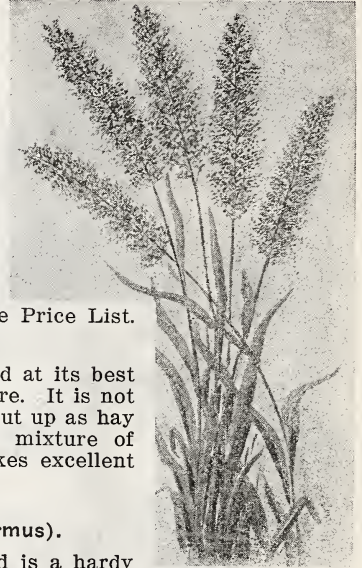 e Price List.
d at its best
re. It is not
ut up as hay
mixture of
kes excellent
rmus).
d is a hardy